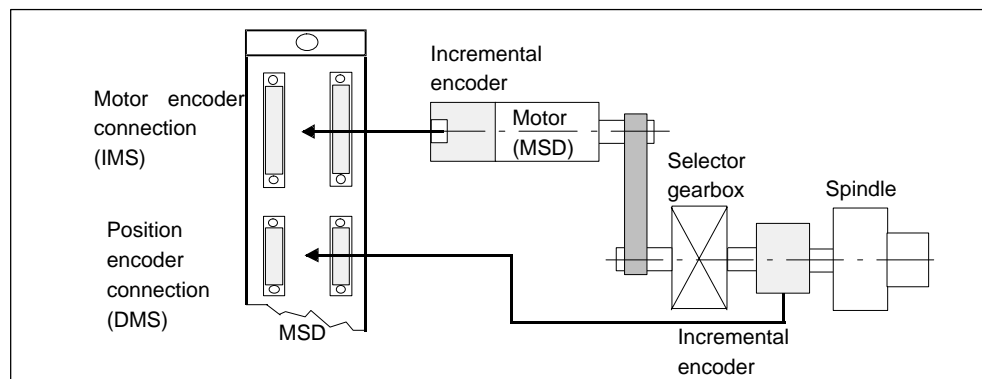 Motor encoder
connection
(IMS)
Position
encoder
connection
(DMS)
MSD
Incremental
encoder
Motor
(MSD)
Selector
gearbox
Spindle
Incremental
encoder